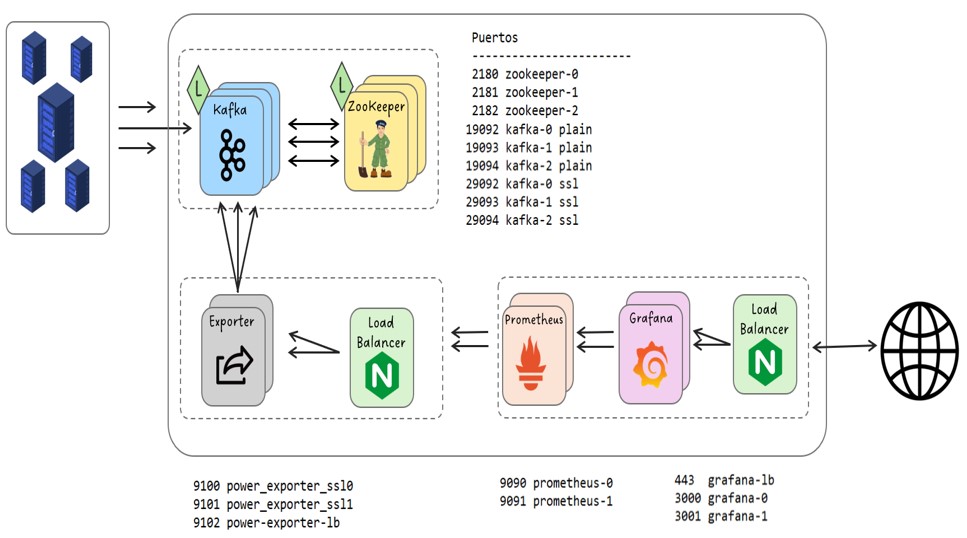 Puertos
-----------------------
2180 zookeeper-0
2181 zookeeper-1
2182 zookeeper-2
19092 kafka-0 plain
19093 kafka-1 plain
19094 kafka-2 plain
29092 kafka-0 ssl
29093 kafka-1 ssl
29094 kafka-2 ssl
L
Kafka
L
ZooKeeper
Exporter
Load
Balancer
N
Prometheus
Grafana
Load
Balancer
N
9100 power_exporter_ssl0
9101 power_exporter_ssl1
9102 power-exporter-lb
9090 prometheus-0
9091 prometheus-1
443 grafana-lb
3000 grafana-0
3001 grafana-1